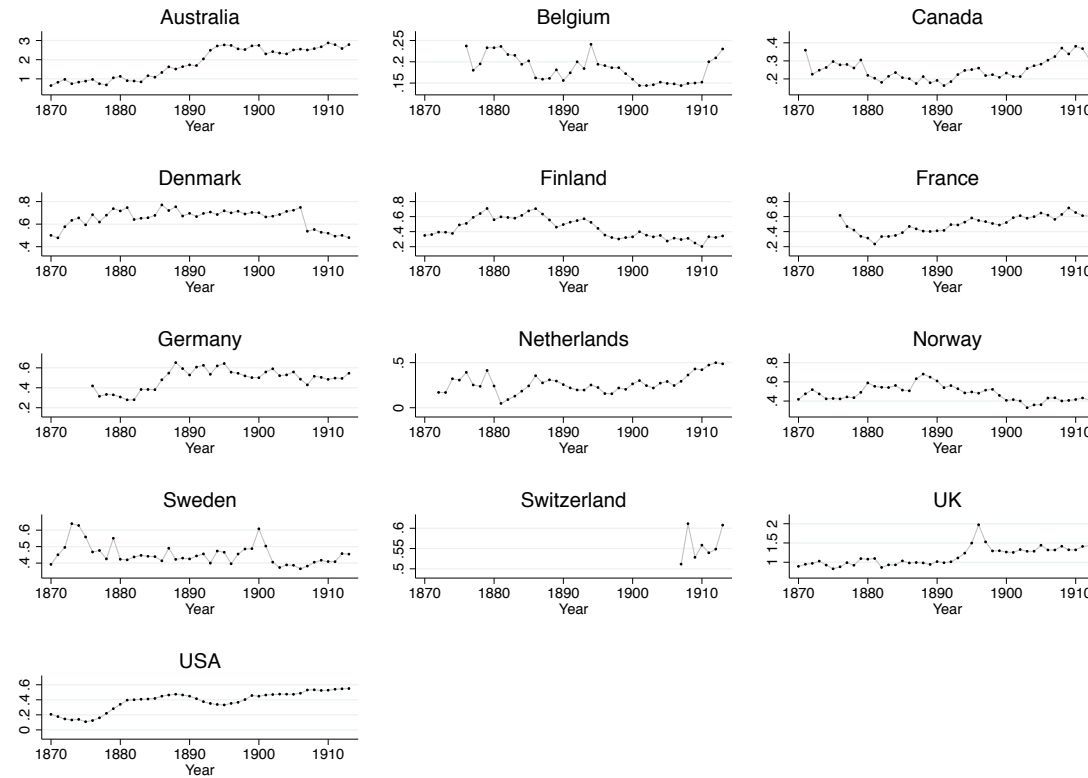 Australia
Belgium
Canada
1 2 3
.15 .2 .25
.2 .3 .4
1870 1880 1890 1900 1910
1870 1880 1890 1900 1910
1870 1880 1890 1900 1910
Year
Year
Year
Denmark
Finland
France
.4 .6 .8
.2 .4 .6 .8
.2 .4 .6 .8
1870 1880 1890 1900 1910
1870 1880 1890 1900 1910
1870 1880 1890 1900 1910
Year
Year
Year
Germany
Netherlands
Norway
.2 .4 .6
0 .5
.4 .6 .8
1870 1880 1890 1900 1910
1870 1880 1890 1900 1910
1870 1880 1890 1900 1910
Year
Year
Year
Sweden
Switzerland
UK
.4 .5 .6
.5 .55 .6
1 1.5 2
1870 1880 1890 1900 1910
1870 1880 1890 1900 1910
1870 1880 1890 1900 1910
Year
Year
Year
USA
0 .2 .4 .6
1870 1880 1890 1900 1910
Year